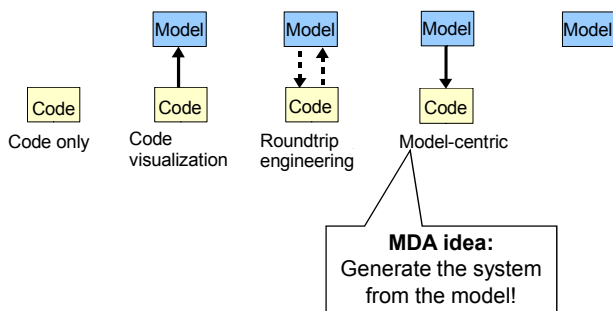 Model
Model
Model
Model
Code
Code
Code
Code
Code only
Code
visualization
Roundtrip
engineering
Model-centric
MDA idea:
Generate the system
from the model!